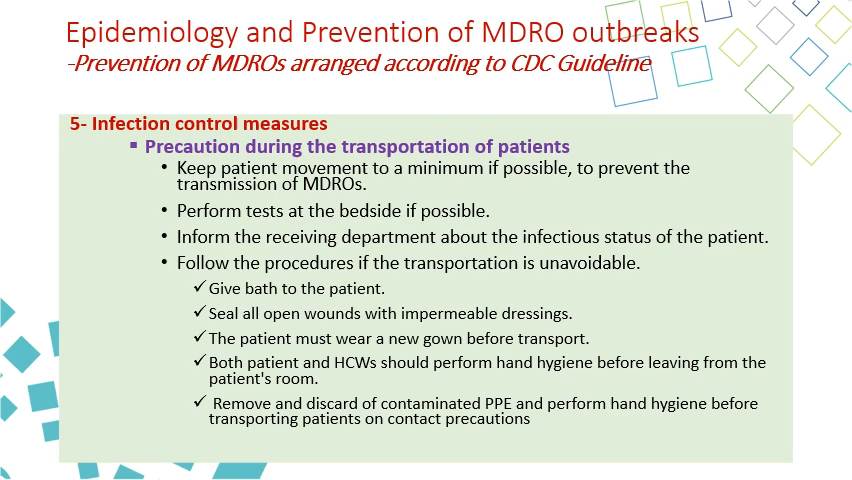 Epidemiology and Prevention of MDRO outbreaks
-Prevention of MDROs arranged according to CDC Guideline
5- Infection control measures
▪ Precaution during the transportation of patients
• Keep patient movement to a minimum if possible, to prevent the
transmission of MDROs.
• Perform tests at the bedside if possible.
• Inform the receiving department about the infectious status of the patient.
• Follow the procedures if the transportation is unavoidable.
✓Give bath to the patient.
✓Seal all open wounds with impermeable dressings.
✓The patient must wear a new gown before transport.
✓Both patient and HCWs should perform hand hygiene before leaving from the
patient's room.
✓ Remove and discard of contaminated PPE and perform hand hygiene before
transporting patients on contact precautions